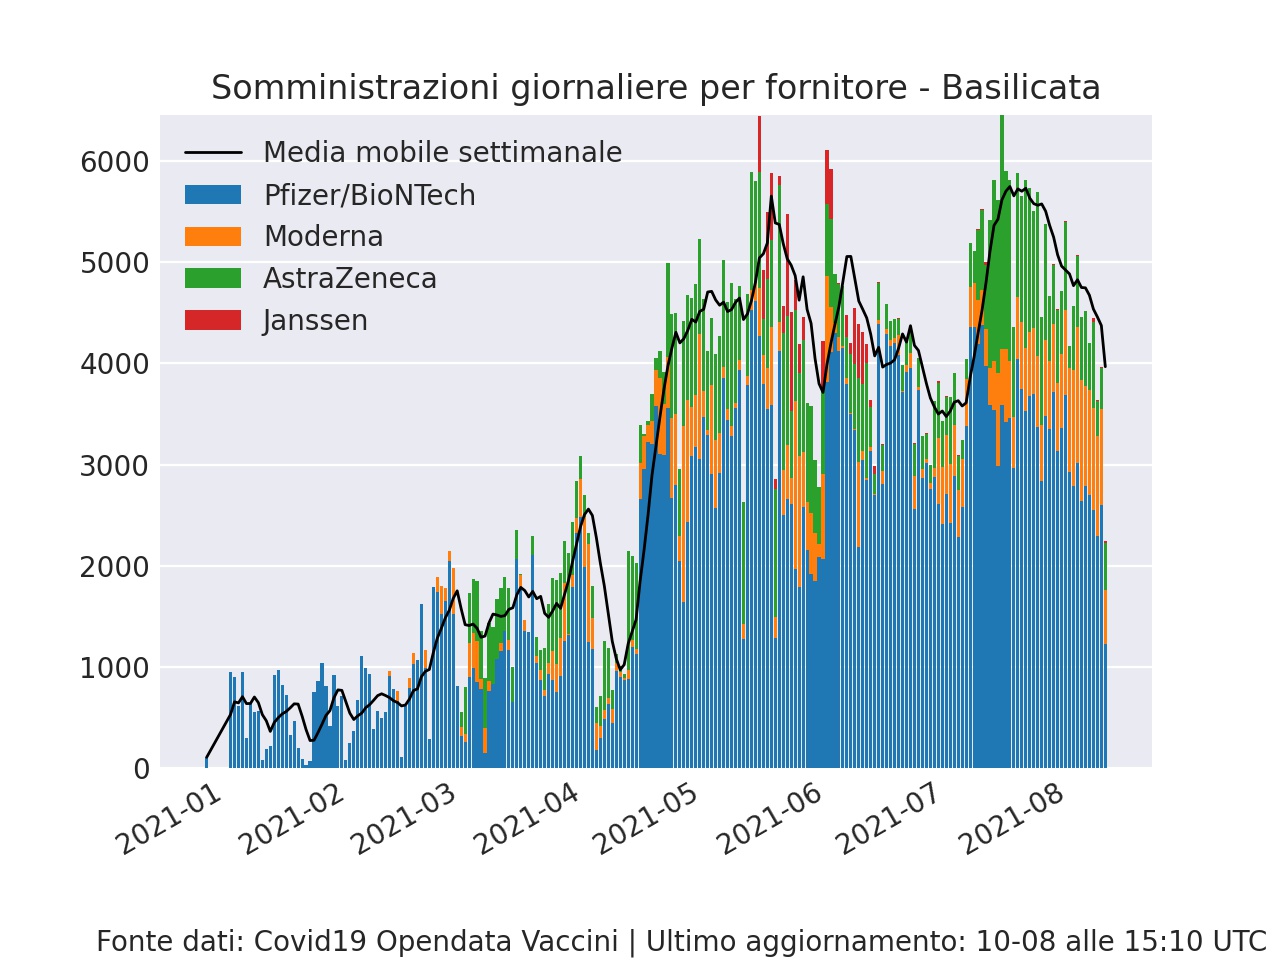 Somministrazioni giornaliere per fornitore - Basilicata
Media mobile settimanale
Pfizer/BioNTech
Moderna
AstraZeneca
Janssen
6000
5000
4000
3000
2000
1000
0
2021-01
2021-02
2021-03
2021-04
2021-05
2021-06
2021-07
2021-08
Fonte dati: Covid19 Opendata Vaccini | Ultimo aggiornamento: 10-08 alle 15:10 UTC